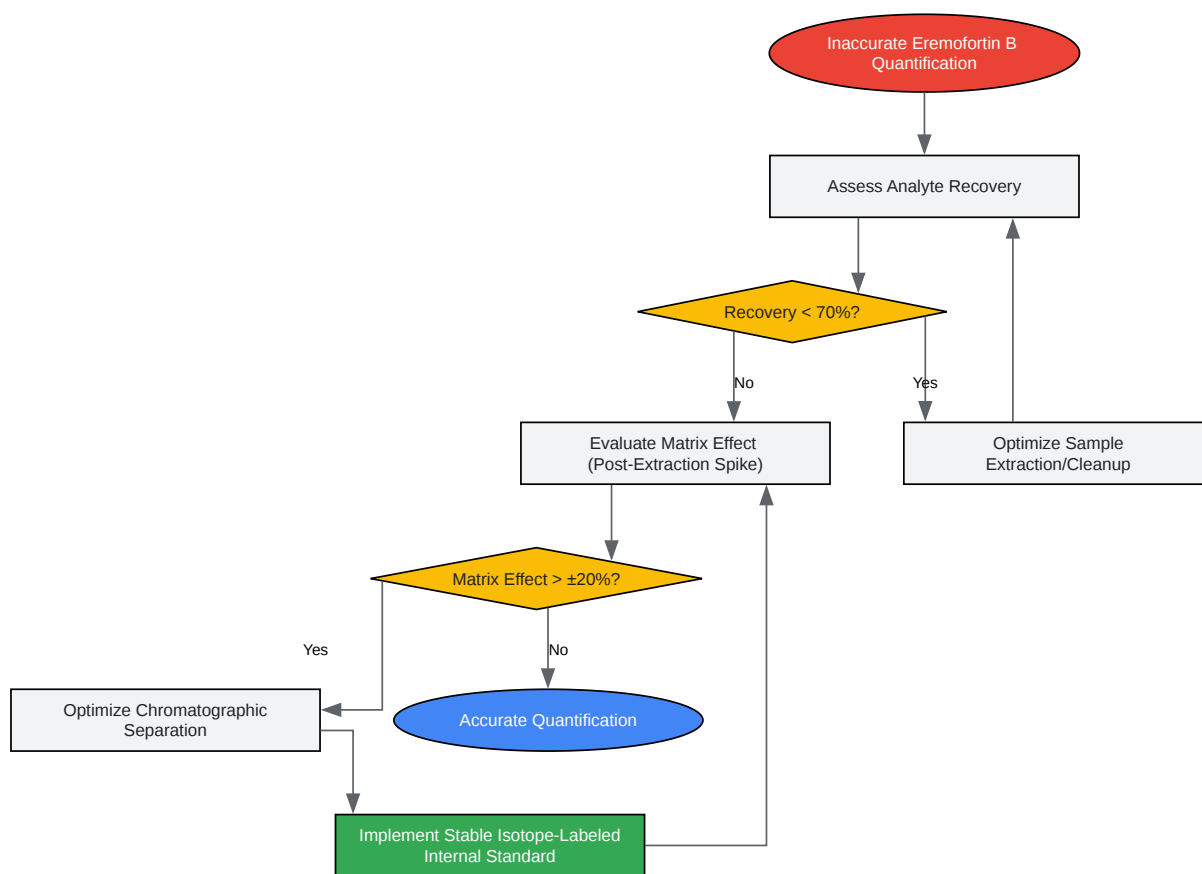 Inaccurate Eremofortin B
Quantification
Assess Analyte Recovery
Recovery < 70%?
No
Yes
Evaluate Matrix Effect
(Post-Extraction Spike)
Optimize Sample
Extraction/Cleanup
Matrix Effect > ±20%?
Yes
No
Optimize Chromatographic
Separation
Accurate Quantification
Implement Stable Isotope-Labeled
Internal Standard